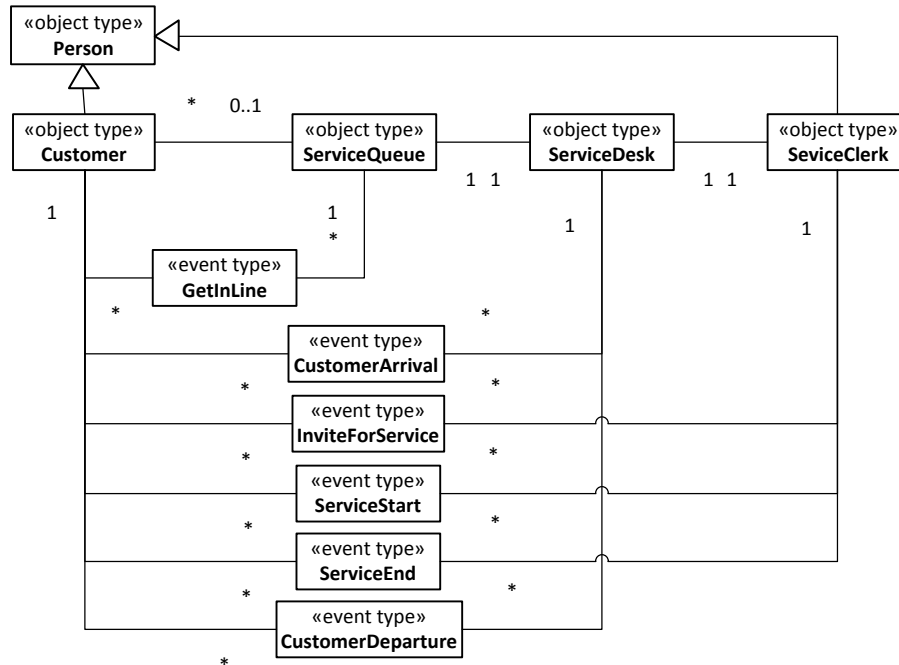 «object type»
Person
* 0..1
«object type»
Customer
«object type»
ServiceQueue
«object type»
ServiceDesk
«object type»
SeviceClerk
1 1
1 1
1
1
*
1
1
«event type»
GetInLine
*
*
«event type»
CustomerArrival
*
*
«event type»
InviteForService
*
*
«event type»
ServiceStart
*
*
«event type»
ServiceEnd
*
*
«event type»
CustomerDeparture
*